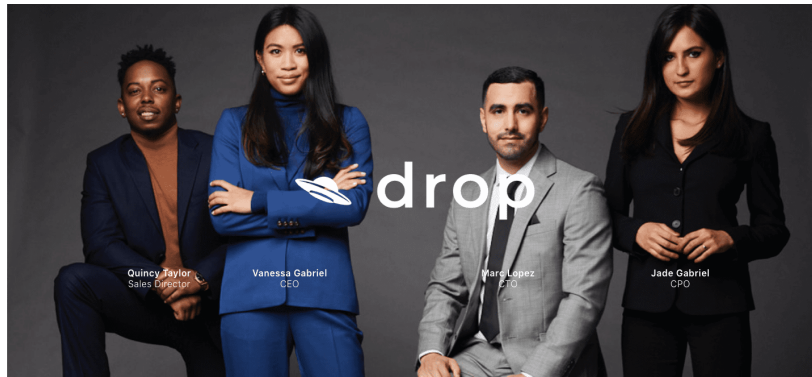 drop
Quincy Taylor
Sales Director
Vanessa Gabriel
CEO
Marc Lopez
CTO
Jade Gabriel
CPO